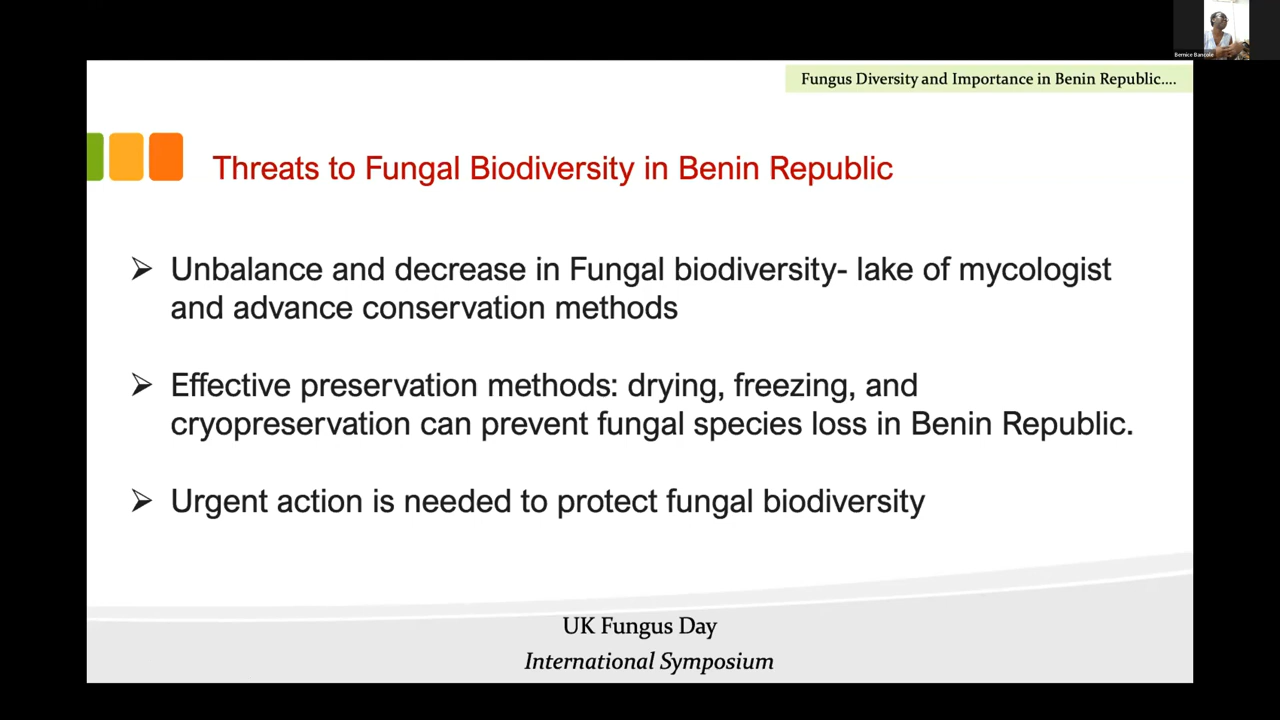 Bernice Bancole
Fungus Diversity and Importance in Benin Republic....
Threats to Fungal Biodiversity in Benin Republic
➢ Unbalance and decrease in Fungal biodiversity- lake of mycologist
and advance conservation methods
➢ Effective preservation methods: drying, freezing, and
cryopreservation can prevent fungal species loss in Benin Republic.
➢ Urgent action is needed to protect fungal biodiversity
UK Fungus Day
International Symposium